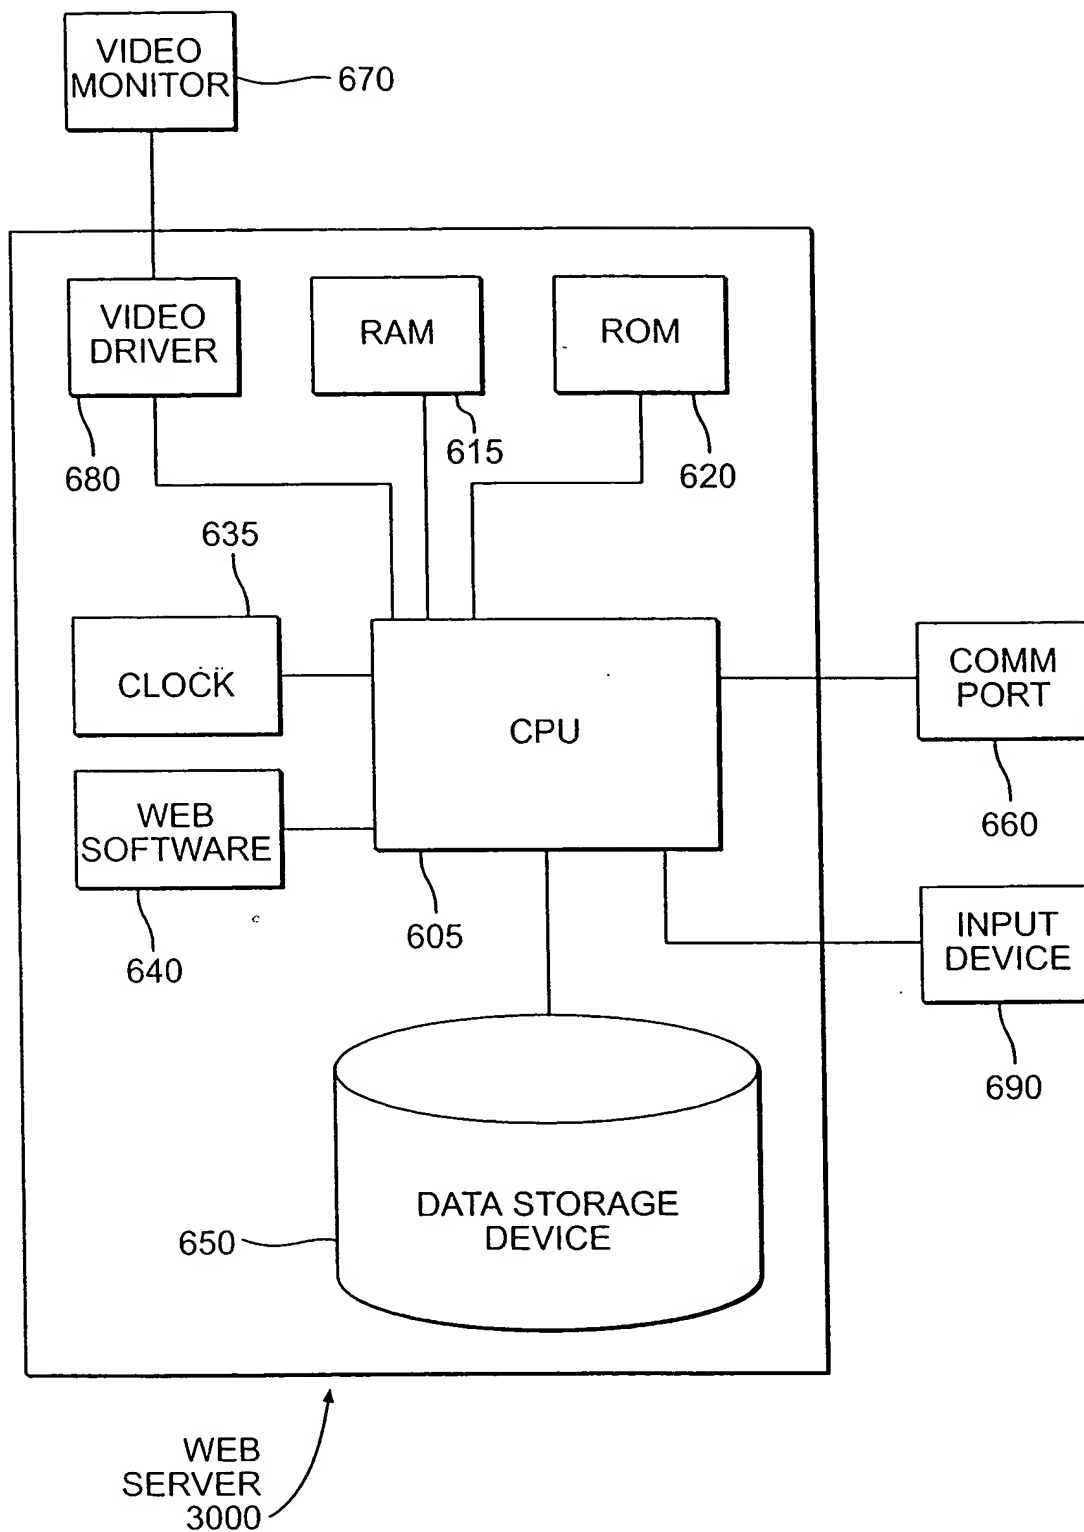 VIDEO
MONITOR
670
VIDEO
DRIVER
RAM
ROM
680
615
620
635
CLOCK
CPU
COMM
PORT
WEB
SOFTWARE
660
640
605
INPUT
DEVICE
690
DATA STORAGE
DEVICE
650
WEB
SERVER
3000